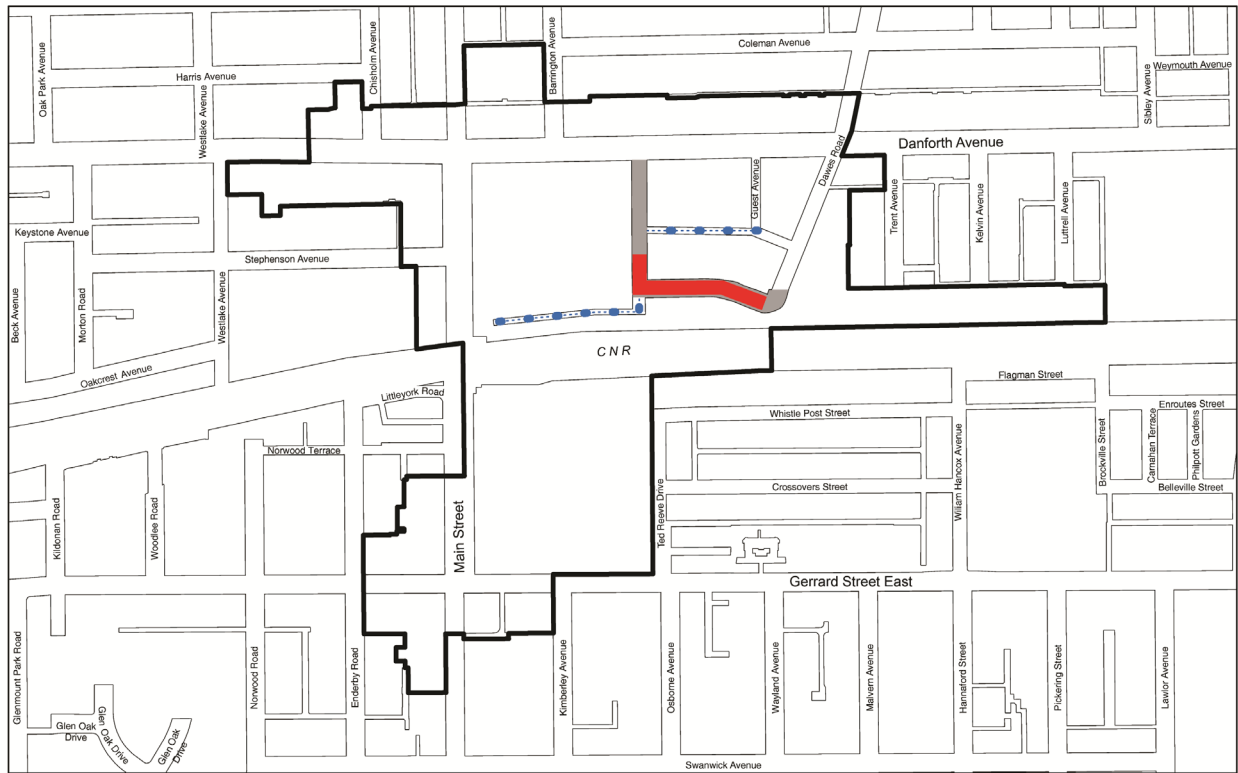 Coleman Avenue
Oak Park Avenue
Harris Avenue
Chisholm Avenue
Barrington Avenue
Weymouth Avenue
Sibley Avenue
Westlake Avenue
Danforth Avenue
Dawes Road
Guest Avenue
Trent Avenue
Kelvin Avenue
Luttrell Avenue
Keystone Avenue
Stephenson Avenue
Beck Avenue
Morton Road
Westlake Avenue
CNR
Oakcrest Avenue
Littleyork Road
Flagman Street
Whistle Post Street
Enroutes Street
Norwood Terrace
Brockville Street
Carnahan Terrace
Philpott Gardens
William Hancox Avenue
Crossovers Street
Belleville Street
Ted Reeve Drive
Kildonan Road
Woodlee Road
Main Street
Gerrard Street East
Glenmount Park Road
Norwood Road
Enderby Road
Kimberley Avenue
Osborne Avenue
Wayland Avenue
Malvern Avenue
Hannaford Street
Pickering Street
Lawlor Avenue
Glen Oak
Drive
Glen Oak Drive
Glen Oak
Drive
Swanwick Avenue